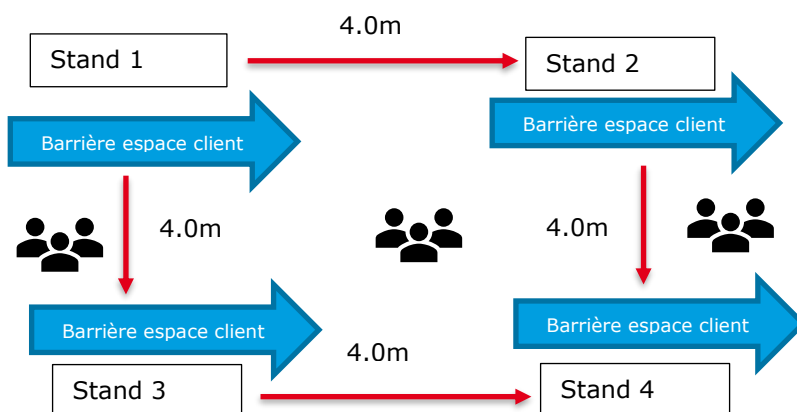 4.0m
Stand 1
Stand 2
Barrière espace client
Barrière espace client
4.0m
4.0m
Barrière espace client
Barrière espace client
4.0m
Stand 3
Stand 4